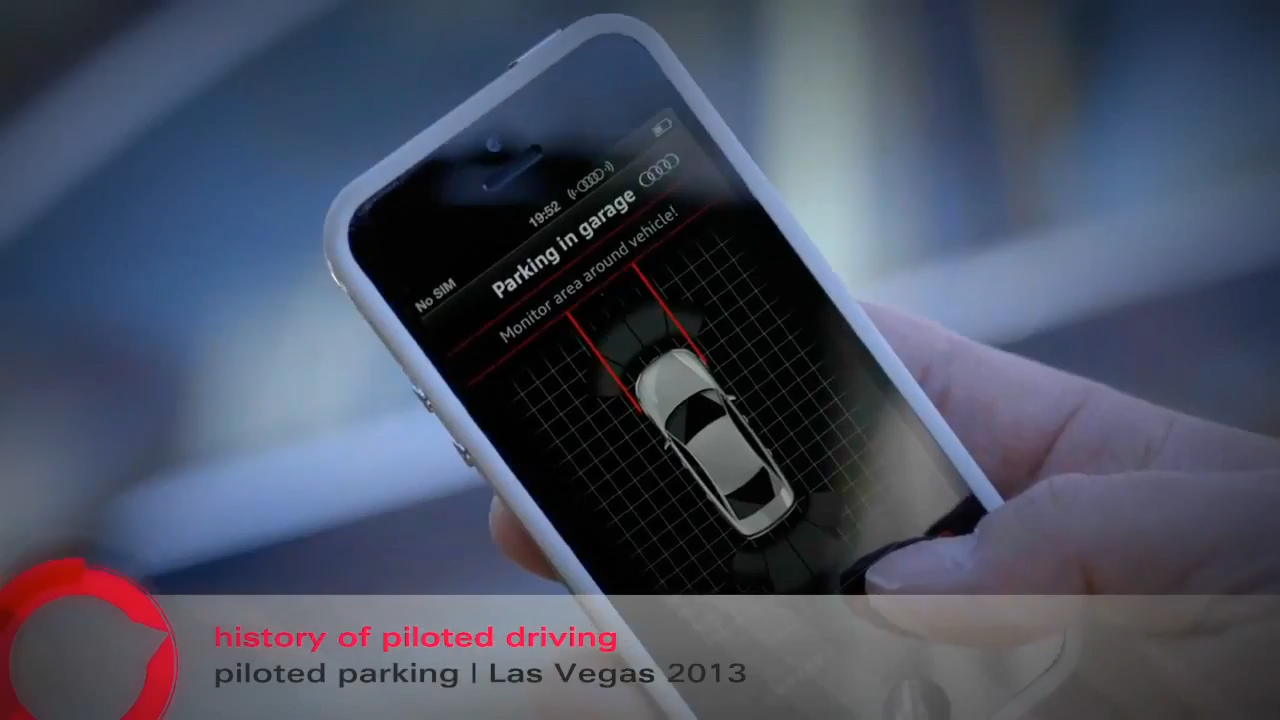 No SIM 19:52
Parking in garage
Monitor area around vehicle!
history of piloted driving
piloted parking | Las Vegas 2013